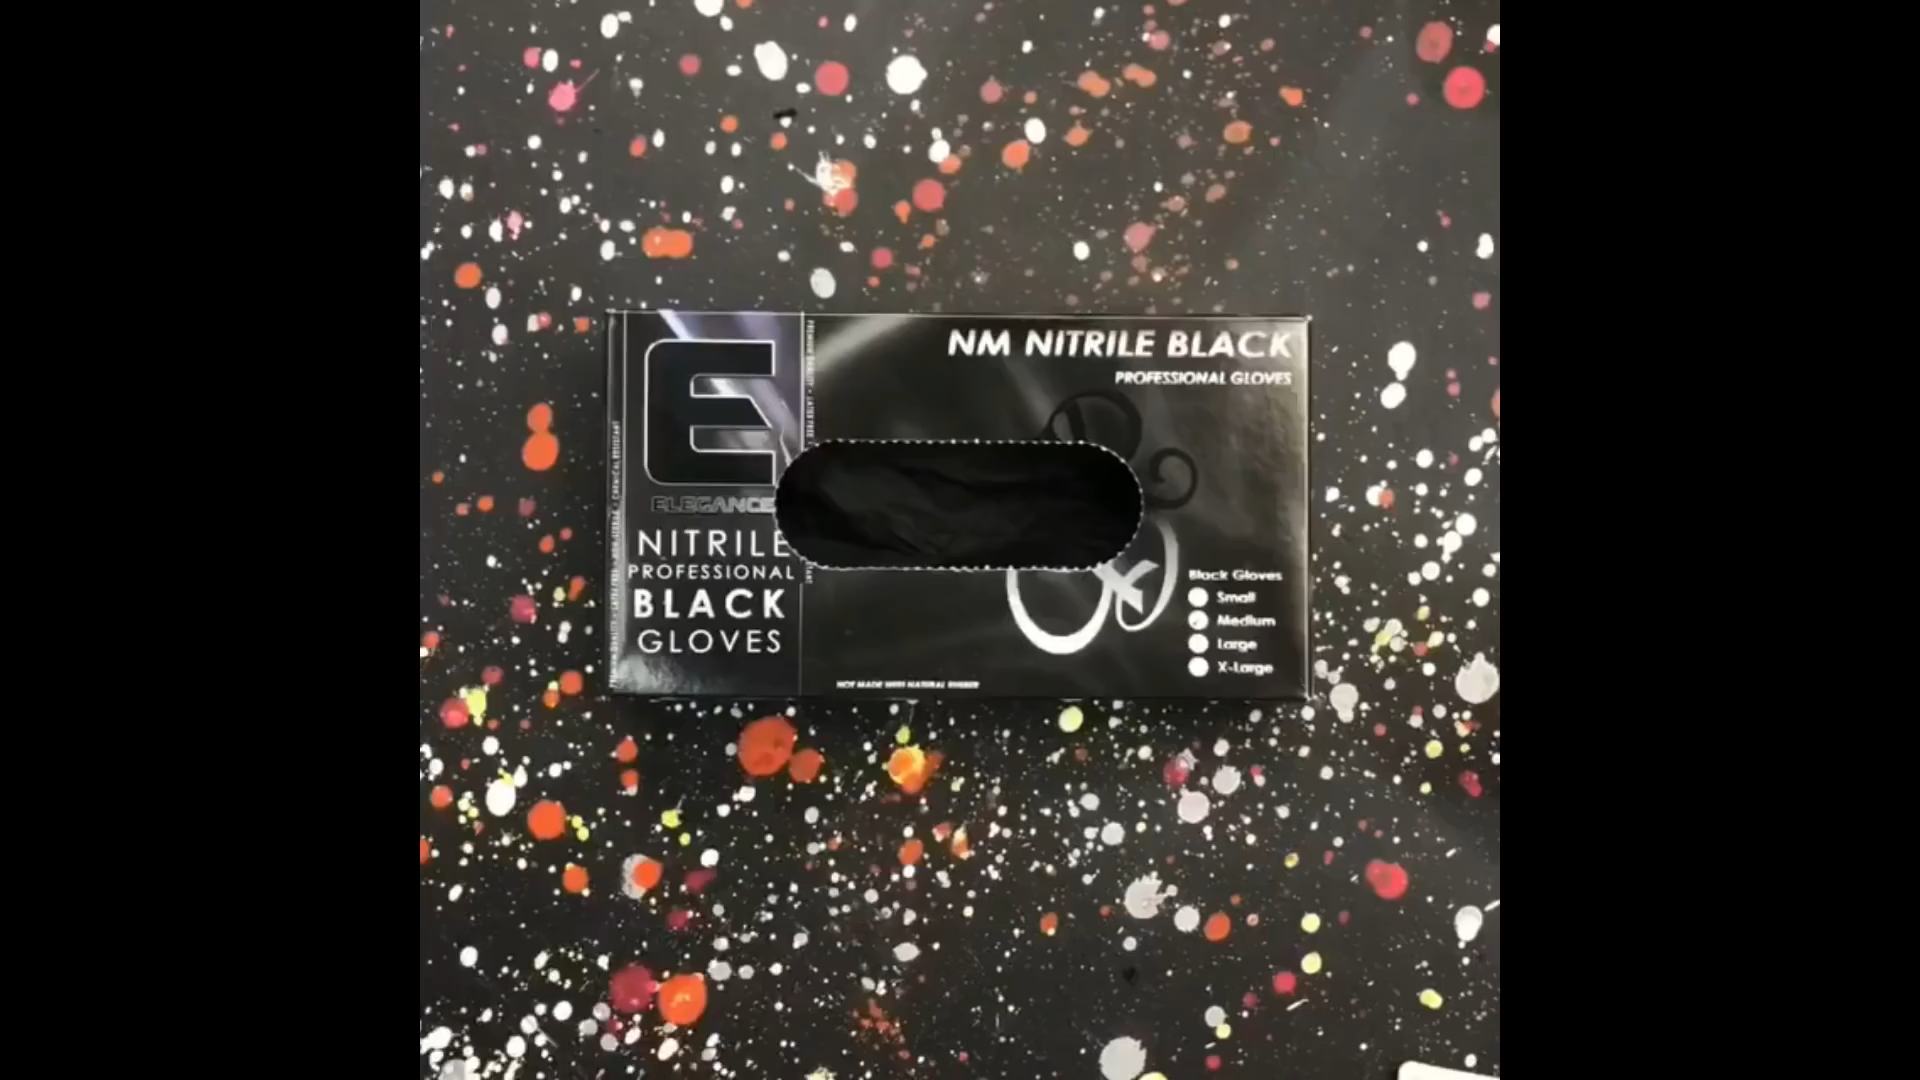 NM NITRILE BLACK
PROFESSIONAL GLOVES
E
ELEGANCE
NITRILE
PROFESSIONAL
BLACK
GLOVES
Black Gloves
Small
Medium
Large
X-Large
NOT MADE WITH NATURAL RUBBER